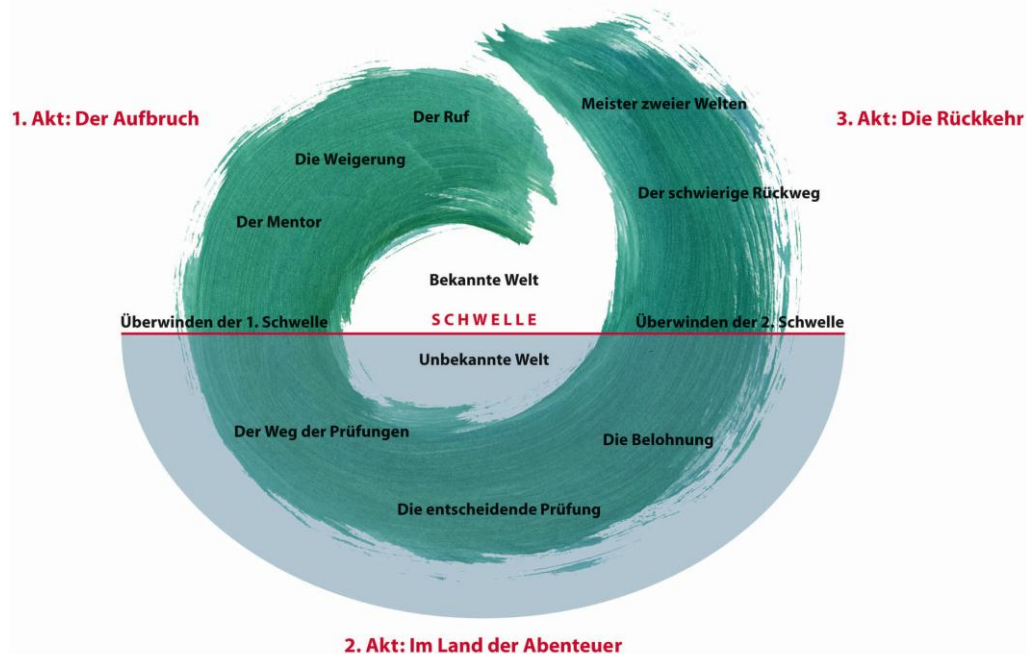 1. Akt: Der Aufbruch
Der Ruf
Die Weigerung
Der Mentor
Überwinden der 1. Schwelle
Bekannte Welt
SCHWELLE
Unbekannte Welt
Der Weg der Prüfungen
Die entscheidende Prüfung
Die Belohnung
2. Akt: Im Land der Abenteuer
Überwinden der 2. Schwelle
Der schwierige Rückweg
Meister zweier Welten
3. Akt: Die Rückkehr